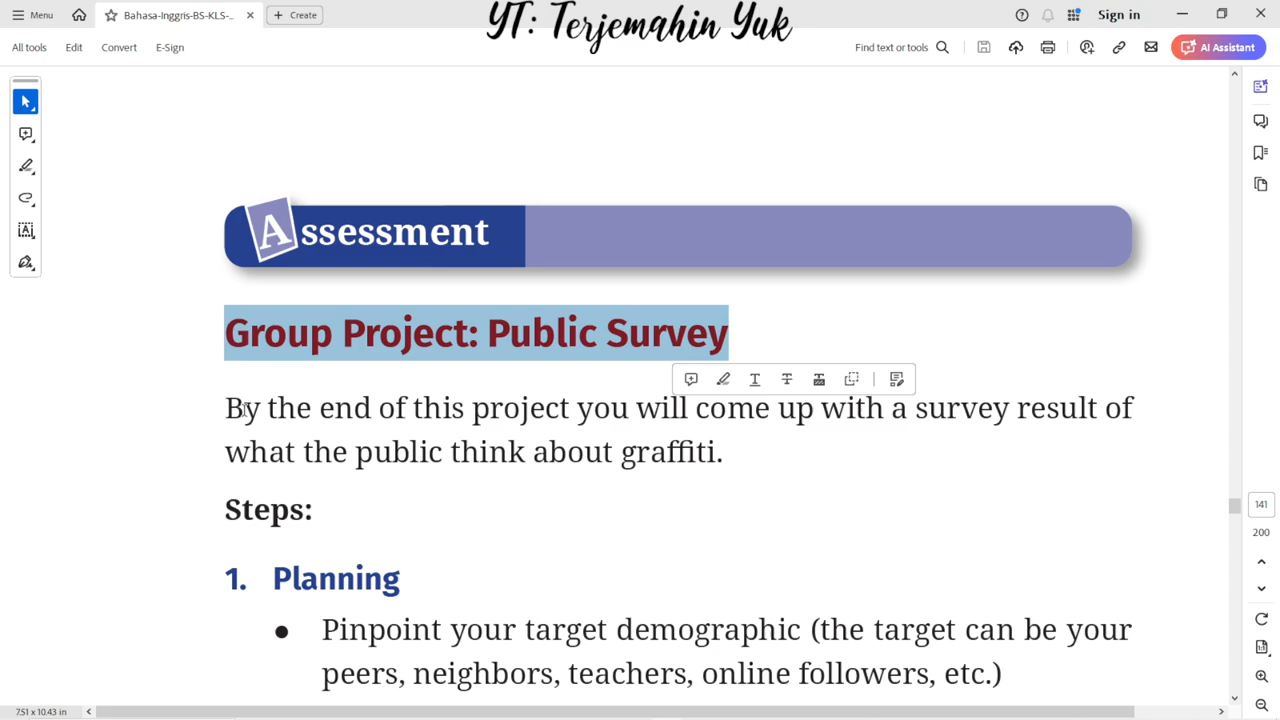 Menu
Bahasa-Inggris-BS-KLS-...
Create
YT: Terjemahin Yuk
Sign in
All tools
Edit
Convert
E-Sign
Find text or tools
AI Assistant
Assessment
Group Project: Public Survey
By the end of this project you will come up with a survey result of
what the public think about graffiti.
Steps:
1. Planning
● Pinpoint your target demographic (the target can be your
peers, neighbors, teachers, online followers, etc.)
141
200
7.51 x 10.43 in